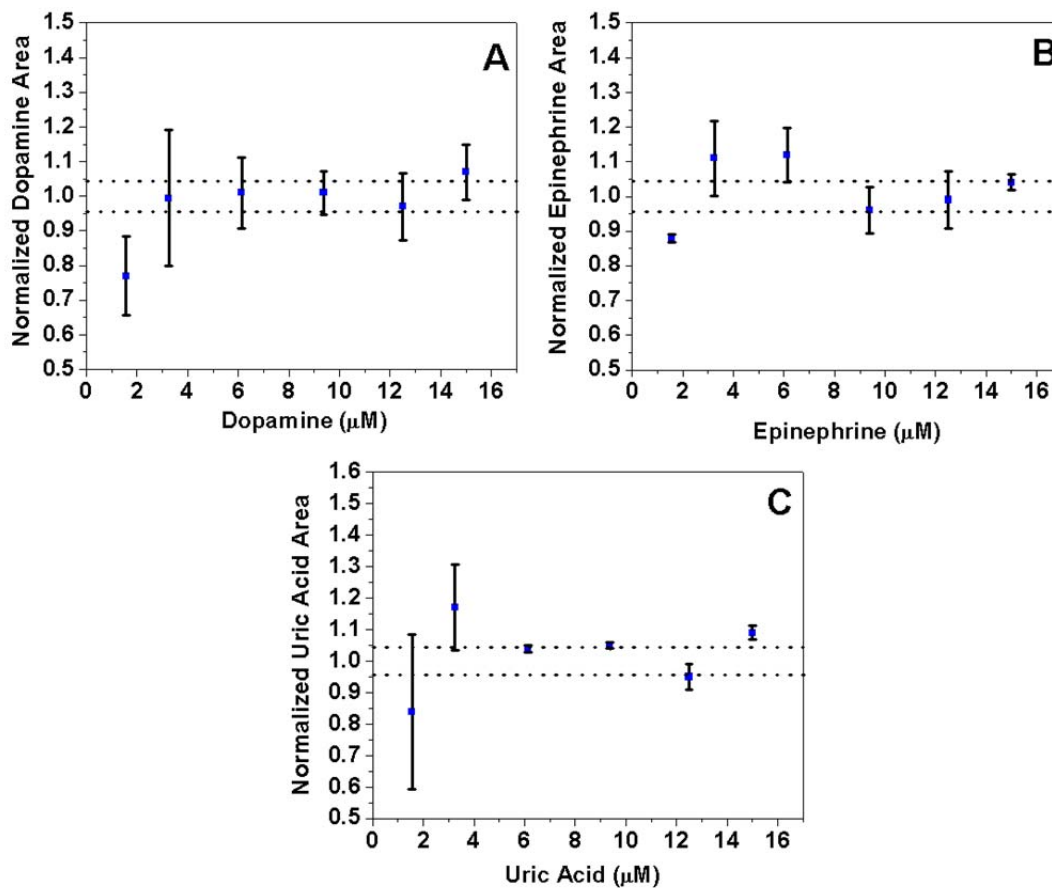 A
Normalized Dopamine Area
1.5
1.4
1.3
1.2
1.1
1.0
0.9
0.8
0.7
0.6
0.5
0 2 4 6 8 10 12 14 16
Dopamine (μM)
B
Normalized Epinephrine Area
1.5
1.4
1.3
1.2
1.1
1.0
0.9
0.8
0.7
0.6
0.5
0 2 4 6 8 10 12 14 16
Epinephrine (μM)
C
Normalized Uric Acid Area
1.6
1.5
1.4
1.3
1.2
1.1
1.0
0.9
0.8
0.7
0.6
0.5
0 2 4 6 8 10 12 14 16
Uric Acid (μM)